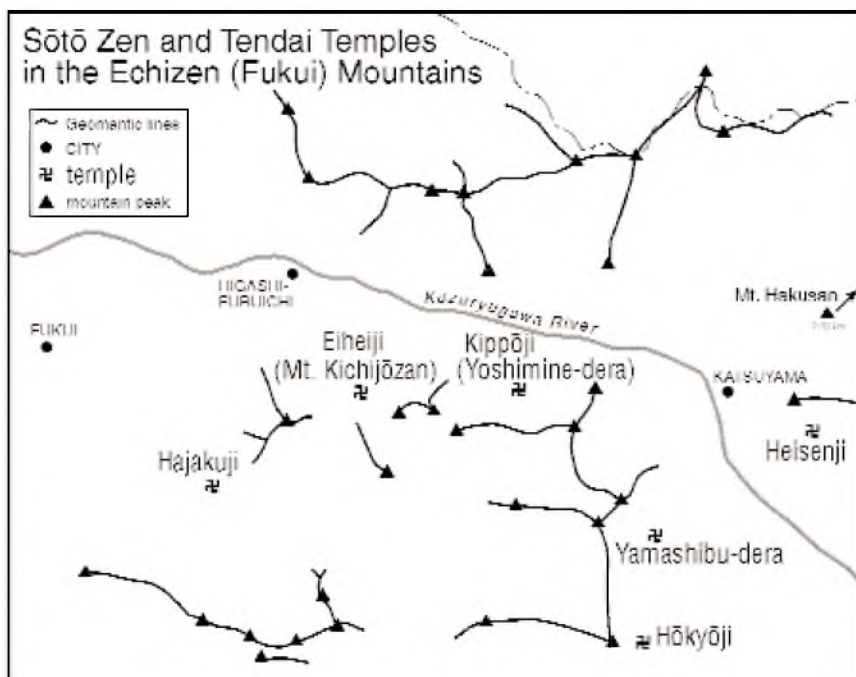 Sōtō Zen and Tendai Temples
in the Echizen (Fukui) Mountains
Geomantic lines
CITY
temple
mountain peak
Mt. Hakusan
HIGASHI-
FURUICHI
Kuzuryugawa River
FUKUI
Eiheiji
(Mt. Kichijōzan)
Kippōji
(Yoshimine-dera)
KATSUYAMA
Heisenji
Hajakuji
Yamashibu-dera
Hōkyōji